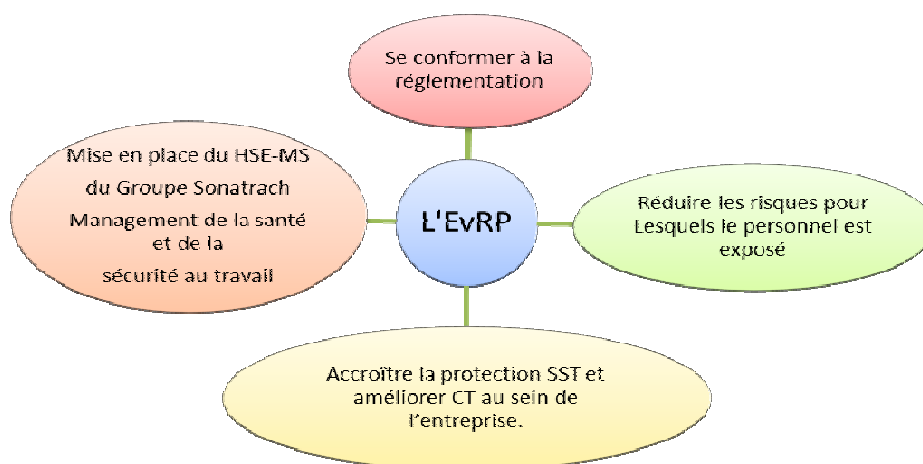 Se conformer à la
réglementation
Mise en place du HSE-MS
du Groupe Sonatrach
Management de la santé
et de la
sécurité au travail
L'EvRP
Réduire les risques pour
Lesquels le personnel est
exposé
Accroître la protection SST et
améliorer CT au sein de
l'entreprise.